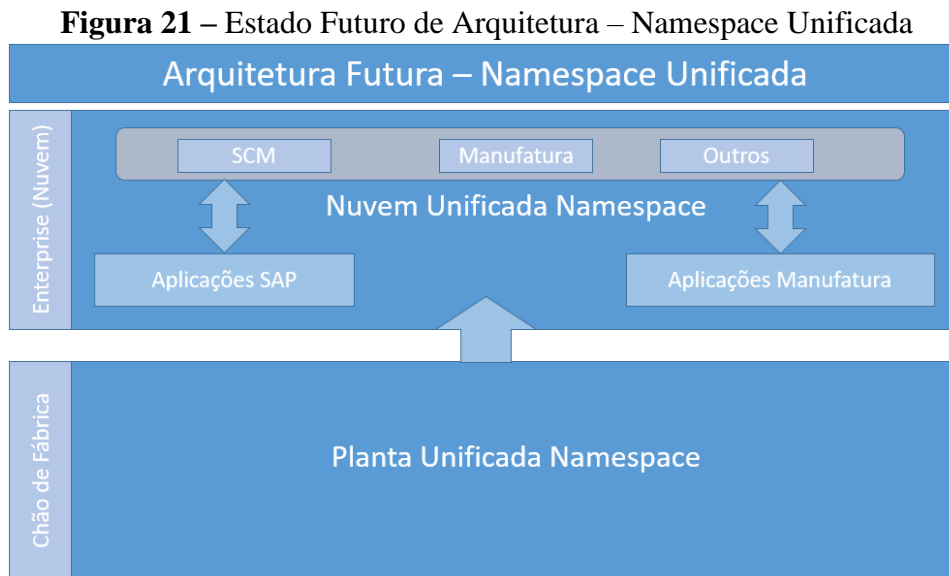 Figura 21 – Estado Futuro de Arquitetura – Namespace Unificada
Arquitetura Futura – Namespace Unificada
Enterprise (Nuvem)
SCM
Manufatura
Outros
Nuvem Unificada Namespace
Aplicações SAP
Aplicações Manufatura
Chão de Fábrica
Planta Unificada Namespace